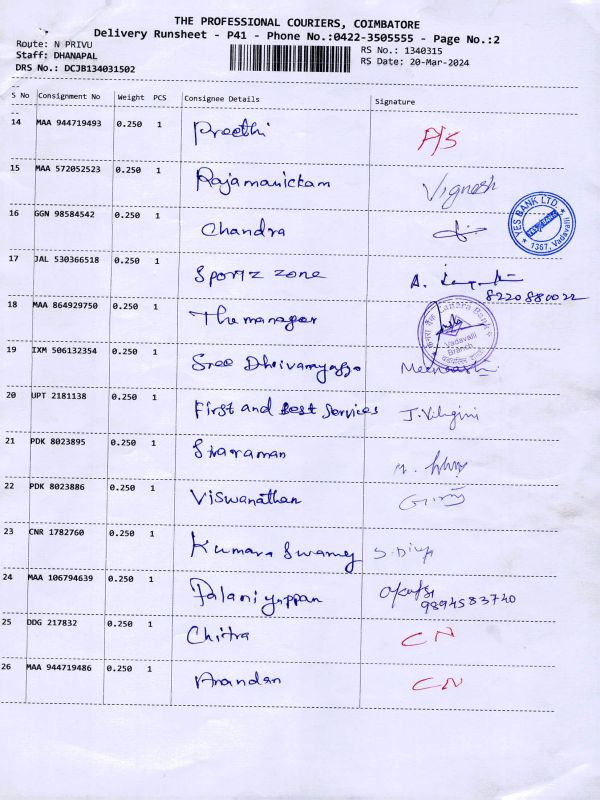 THE PROFESSIONAL COURIERS, COIMBATORE
Delivery Runsheet - P41 - Phone No.:0422-3505555 - Page No.:2
Route: N PRIVU
RS No.: 1340315
Staff: DHANAPAL
RS Date: 20-Mar-2024
DRS No.: DCJB134031502
S No Consignment No Weight PCS Consignee Details Signature
14 MAA 944719493 0.250 1 Preethi P/S
15 MAA 572052523 0.250 1 Rajamanickam Vignesh
16 GGN 98584542 0.250 1 Chandra
YES BANK LTD.
1357, Vadavalli
17 JAL 530366518 0.250 1 Sportz zone A.
8220880022
18 MAA 864929750 0.250 1 The manager
Canara Bank
Vadavalli
Branch
19 IXM 506132354 0.250 1 Sree Meenakshi
20 UPT 2181138 0.250 1 First and Best Services J.
21 PDK 8023895 0.250 1
22 PDK 8023886 0.250 1 Viswanathan
23 CNR 1782760 0.250 1 Kumara Swamy S.
24 MAA 106794639 0.250 1 Palaniyappan
9894583740
25 DDG 217832 0.250 1 Chitra CN
26 MAA 944719486 0.250 1 Anandan CN